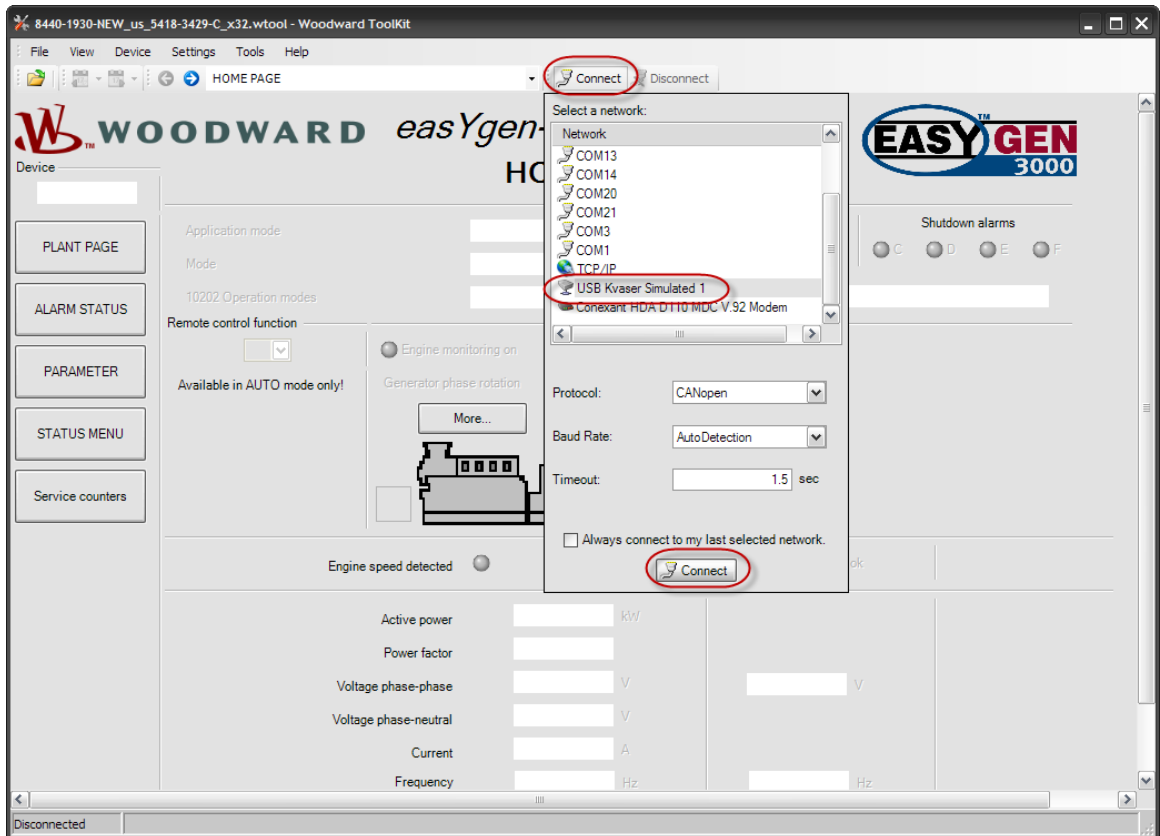 8440-1930-NEW_us_5418-3429-C_x32.wtool - Woodward ToolKit
File View Device Settings Tools Help
HOME PAGE
Connect
Disconnect
WOODWARD
TM
easYgen-
HO
EASYGEN
TM
3000
Device
PLANT PAGE
ALARM STATUS
PARAMETER
STATUS MENU
Service counters
Application mode
Mode
10202 Operation modes
Remote control function
Available in AUTO mode only!
Engine monitoring on
Generator phase rotation
More...
Select a network:
Network
COM13
COM14
COM20
COM21
COM3
COM1
TCP/IP
USB Kvaser Simulated 1
Conexant HDA D110 MDC V.92 Modem
Protocol: CANopen
Baud Rate: AutoDetection
Timeout: 1.5 sec
Always connect to my last selected network.
Connect
Shutdown alarms
C D E F
Engine speed detected
ok
Active power kW
Power factor
Voltage phase-phase V V
Voltage phase-neutral V
Current A
Frequency Hz Hz
Disconnected